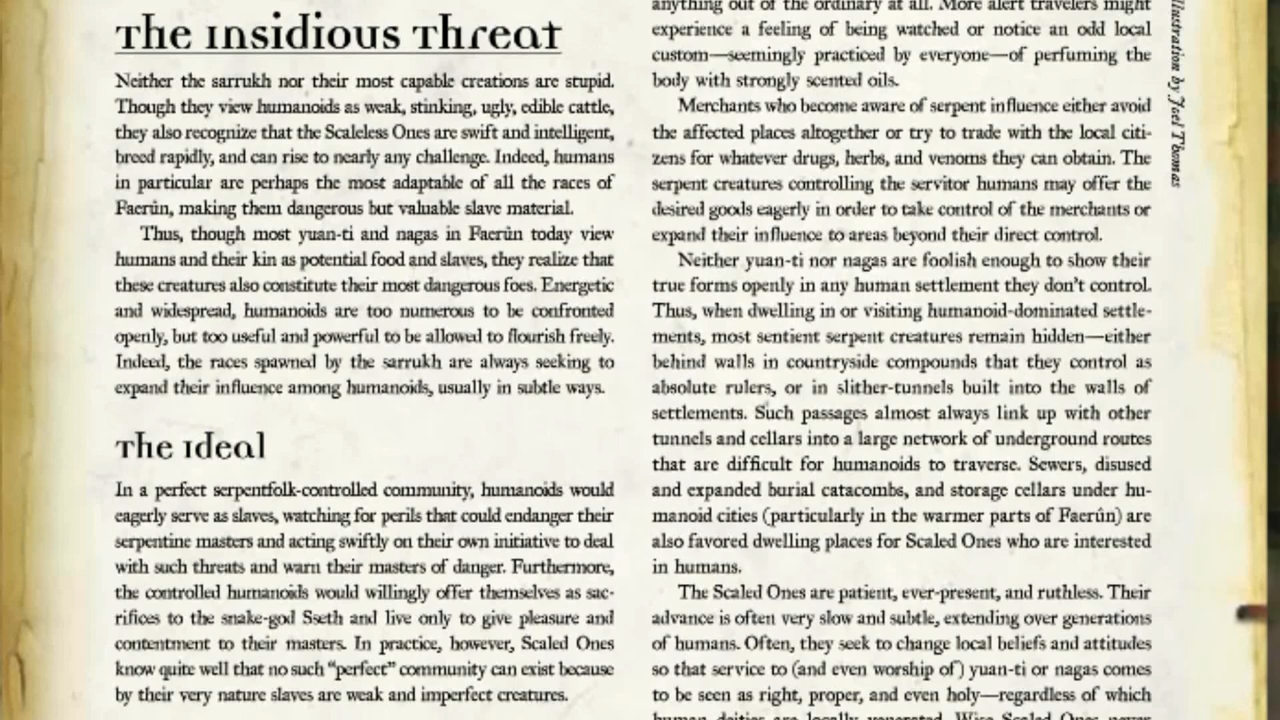 The Insidious Threat
Neither the sarrukh nor their most capable creations are stupid.
Though they view humanoids as weak, stinking, ugly, edible cattle,
they also recognize that the Scaleless Ones are swift and intelligent,
breed rapidly, and can rise to nearly any challenge. Indeed, humans
in particular are perhaps the most adaptable of all the races of
Faerûn, making them dangerous but valuable slave material.
Thus, though most yuan-ti and nagas in Faerûn today view
humans and their kin as potential food and slaves, they realize that
these creatures also constitute their most dangerous foes. Energetic
and widespread, humanoids are too numerous to be confronted
openly, but too useful and powerful to be allowed to flourish freely.
Indeed, the races spawned by the sarrukh are always seeking to
expand their influence among humanoids, usually in subtle ways.
The Ideal
In a perfect serpentfolk-controlled community, humanoids would
eagerly serve as slaves, watching for perils that could endanger their
serpentine masters and acting swiftly on their own initiative to deal
with such threats and warn their masters of danger. Furthermore,
the controlled humanoids would willingly offer themselves as sac-
rifices to the snake-god Sseth and live only to give pleasure and
contentment to their masters. In practice, however, Scaled Ones
know quite well that no such “perfect” community can exist because
by their very nature slaves are weak and imperfect creatures.
anything out of the ordinary at all. More alert travelers might
experience a feeling of being watched or notice an odd local
custom—seemingly practiced by everyone—of perfuming the
body with strongly scented oils.
Merchants who become aware of serpent influence either avoid
the affected places altogether or try to trade with the local citi-
zens for whatever drugs, herbs, and venoms they can obtain. The
serpent creatures controlling the servitor humans may offer the
desired goods eagerly in order to take control of the merchants or
expand their influence to areas beyond their direct control.
Neither yuan-ti nor nagas are foolish enough to show their
true forms openly in any human settlement they don’t control.
Thus, when dwelling in or visiting humanoid-dominated settle-
ments, most sentient serpent creatures remain hidden—either
behind walls in countryside compounds that they control as
absolute rulers, or in slither-tunnels built into the walls of
settlements. Such passages almost always link up with other
tunnels and cellars into a large network of underground routes
that are difficult for humanoids to traverse. Sewers, disused
and expanded burial catacombs, and storage cellars under hu-
manoid cities (particularly in the warmer parts of Faerûn) are
also favored dwelling places for Scaled Ones who are interested
in humans.
The Scaled Ones are patient, ever-present, and ruthless. Their
advance is often very slow and subtle, extending over generations
of humans. Often, they seek to change local beliefs and attitudes
so that service to (and even worship of) yuan-ti or nagas comes
to be seen as right, proper, and even holy—regardless of which
human deities are locally venerated. Wise Scaled Ones never
Illustration by Joel Thomas